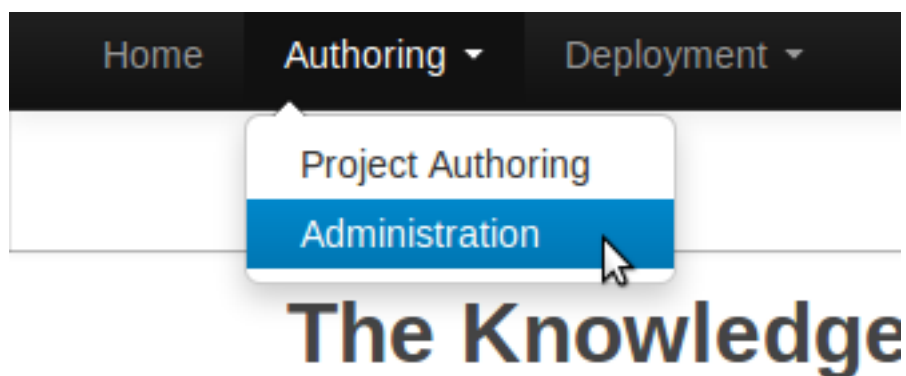 Home Authoring Deployment
Project Authoring
Administration
The Knowledge